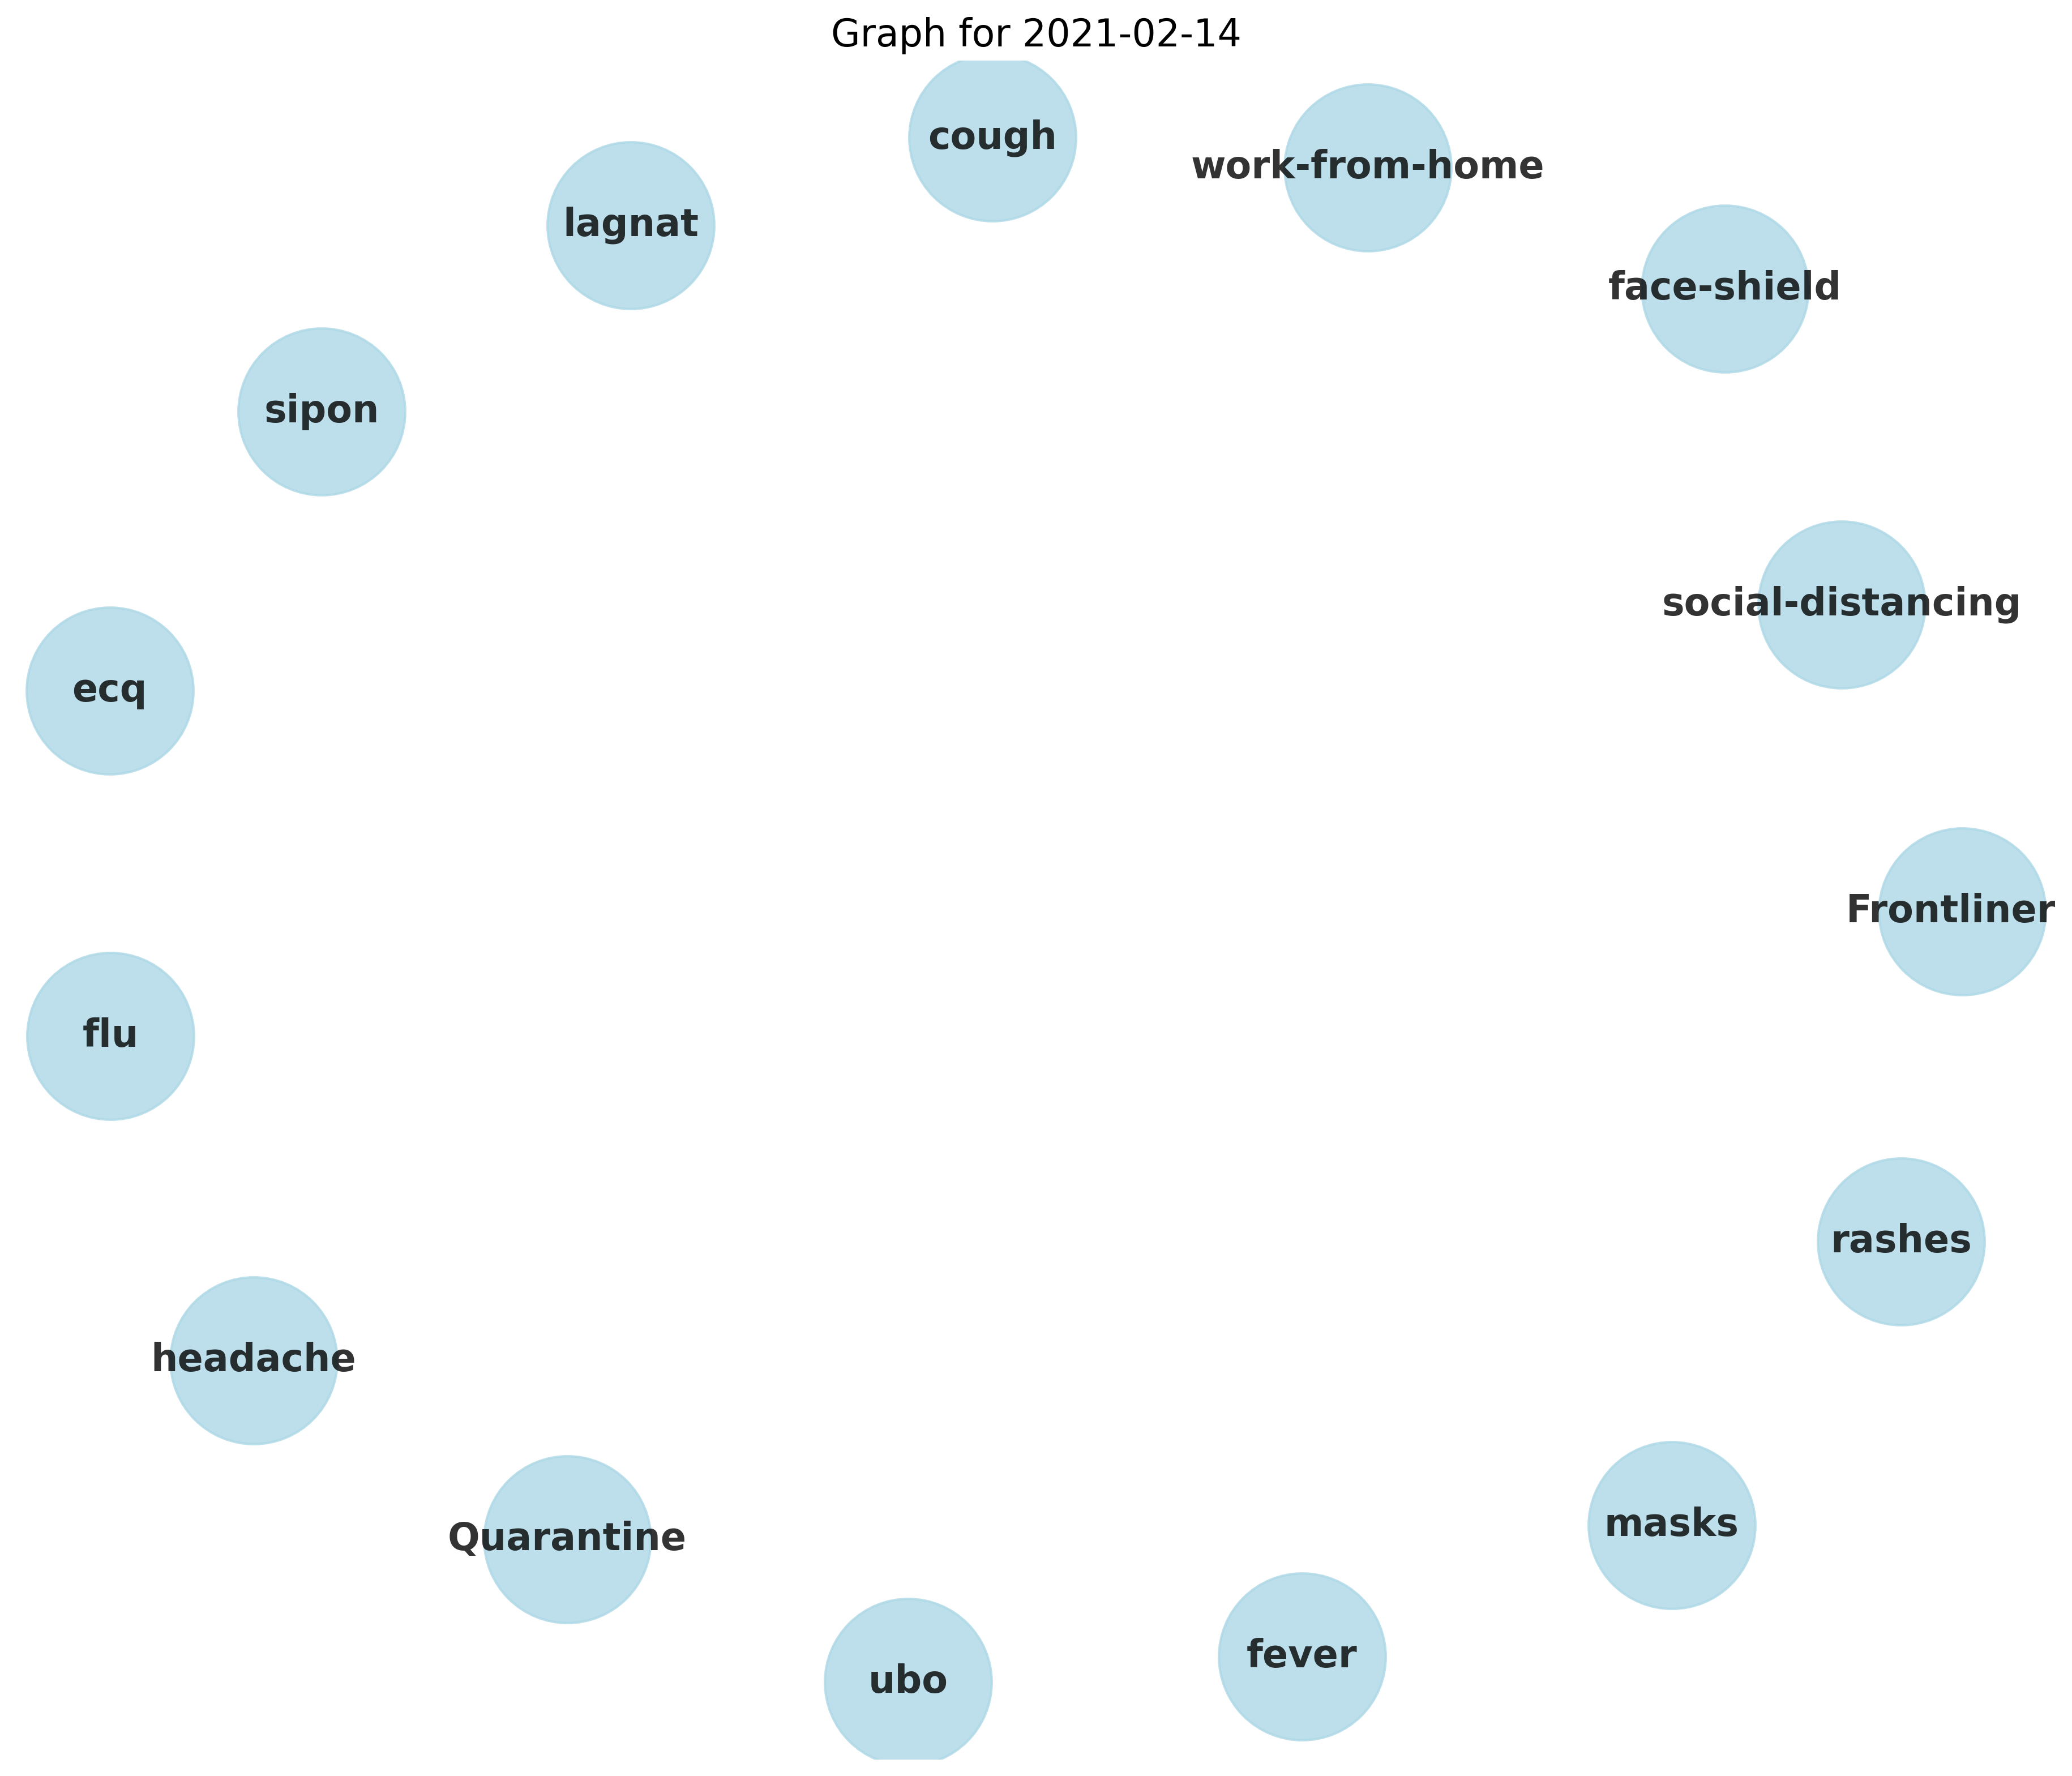 Graph for 2021-02-14
cough
work-from-home
lagnat
face-shield
sipon
social-distancing
ecq
Frontliner
flu
rashes
headache
masks
Quarantine
fever
ubo